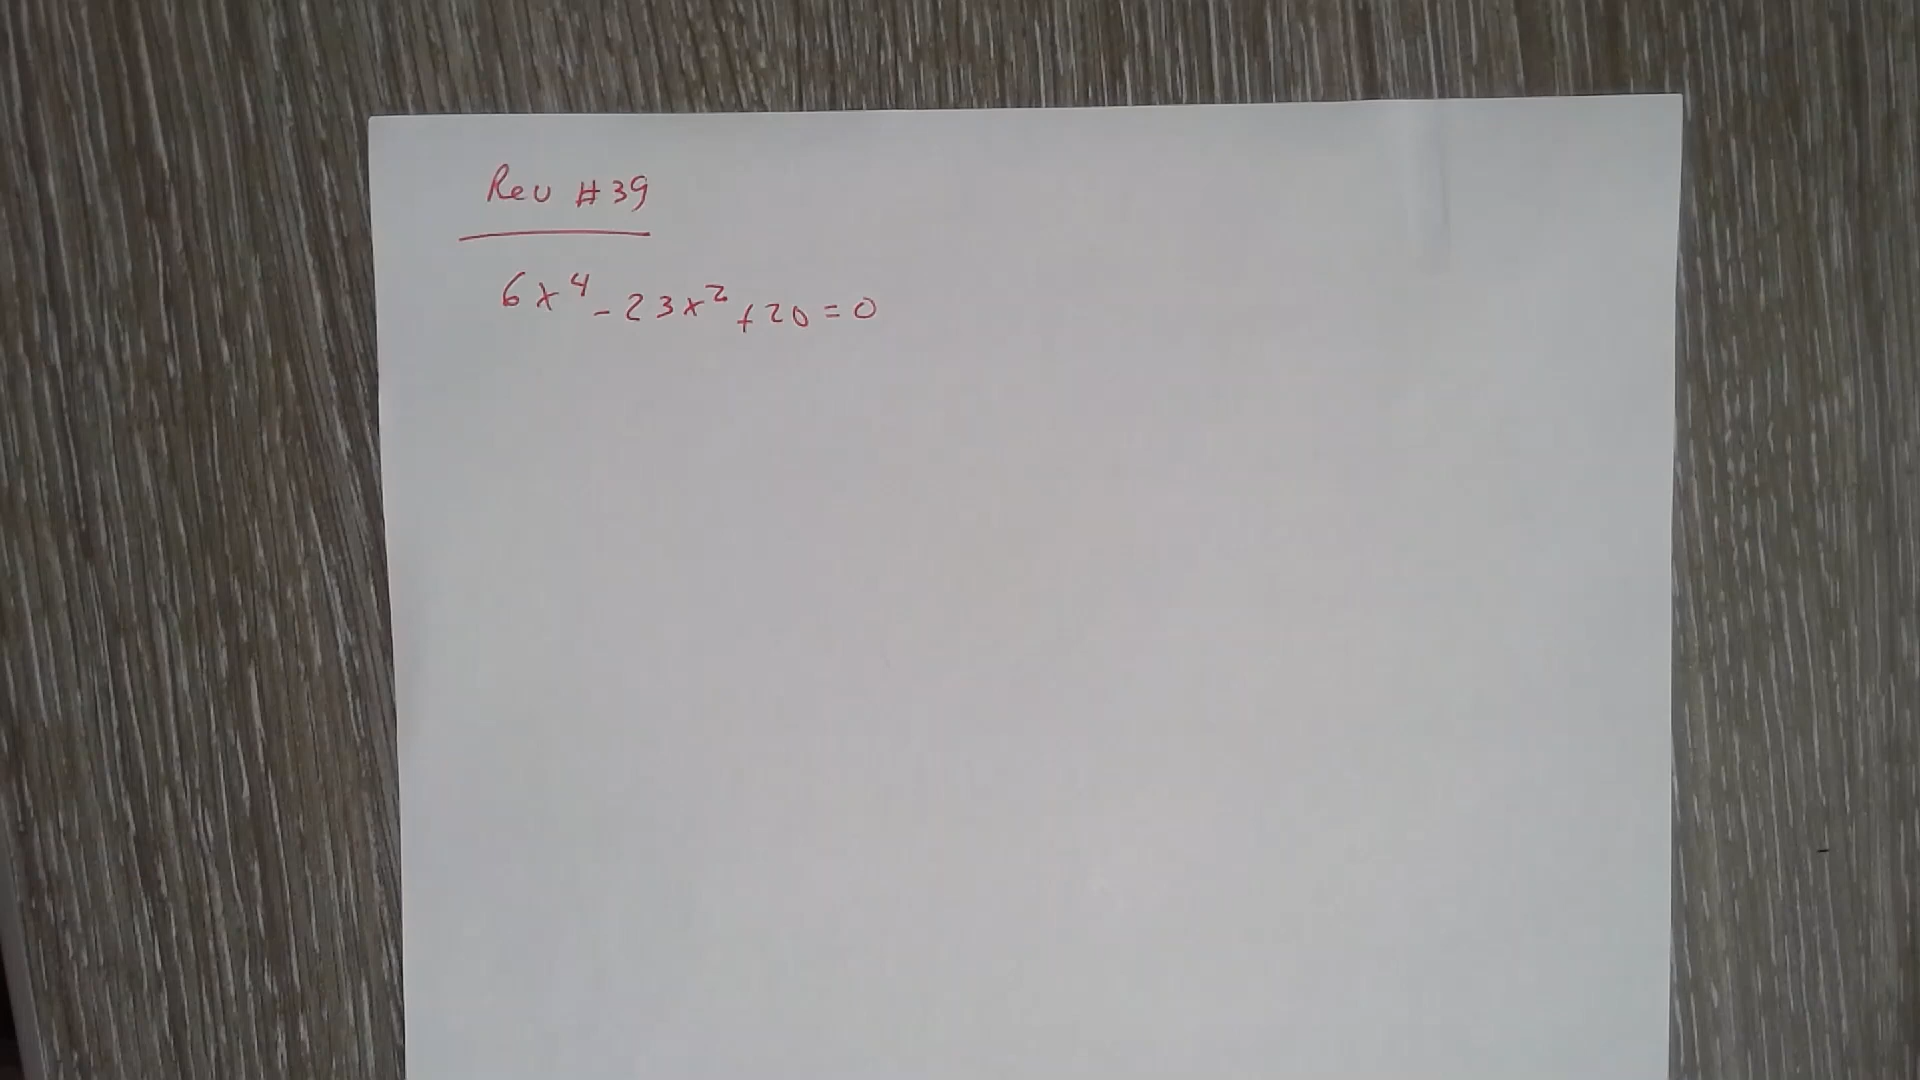 Rev #39
6x⁴ - 23x² + 20 = 0